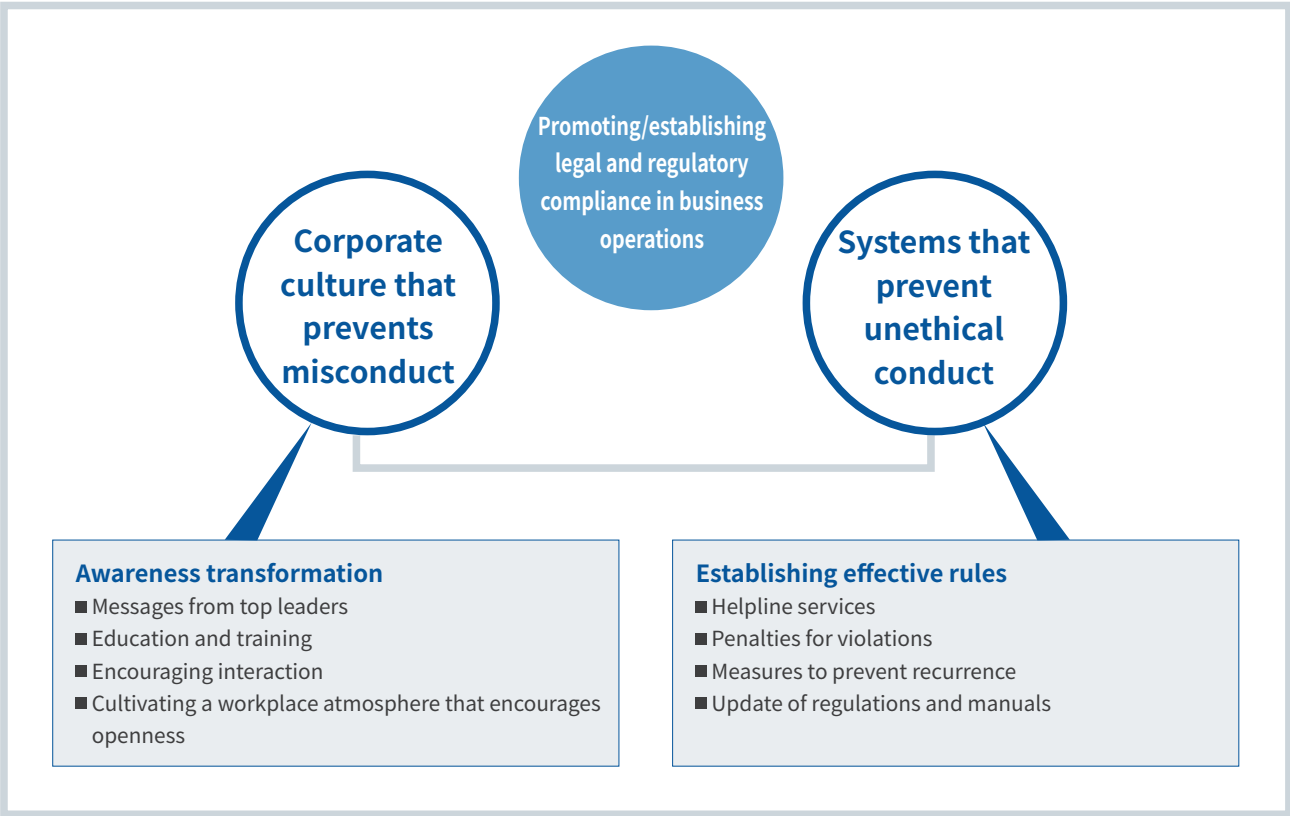 Promoting/establishing
legal and regulatory
compliance in business
operations
Corporate
culture that
prevents
misconduct
Systems that
prevent
unethical
conduct
Awareness transformation
■ Messages from top leaders
■ Education and training
■ Encouraging interaction
■ Cultivating a workplace atmosphere that encourages
openness
Establishing effective rules
■ Helpline services
■ Penalties for violations
■ Measures to prevent recurrence
■ Update of regulations and manuals